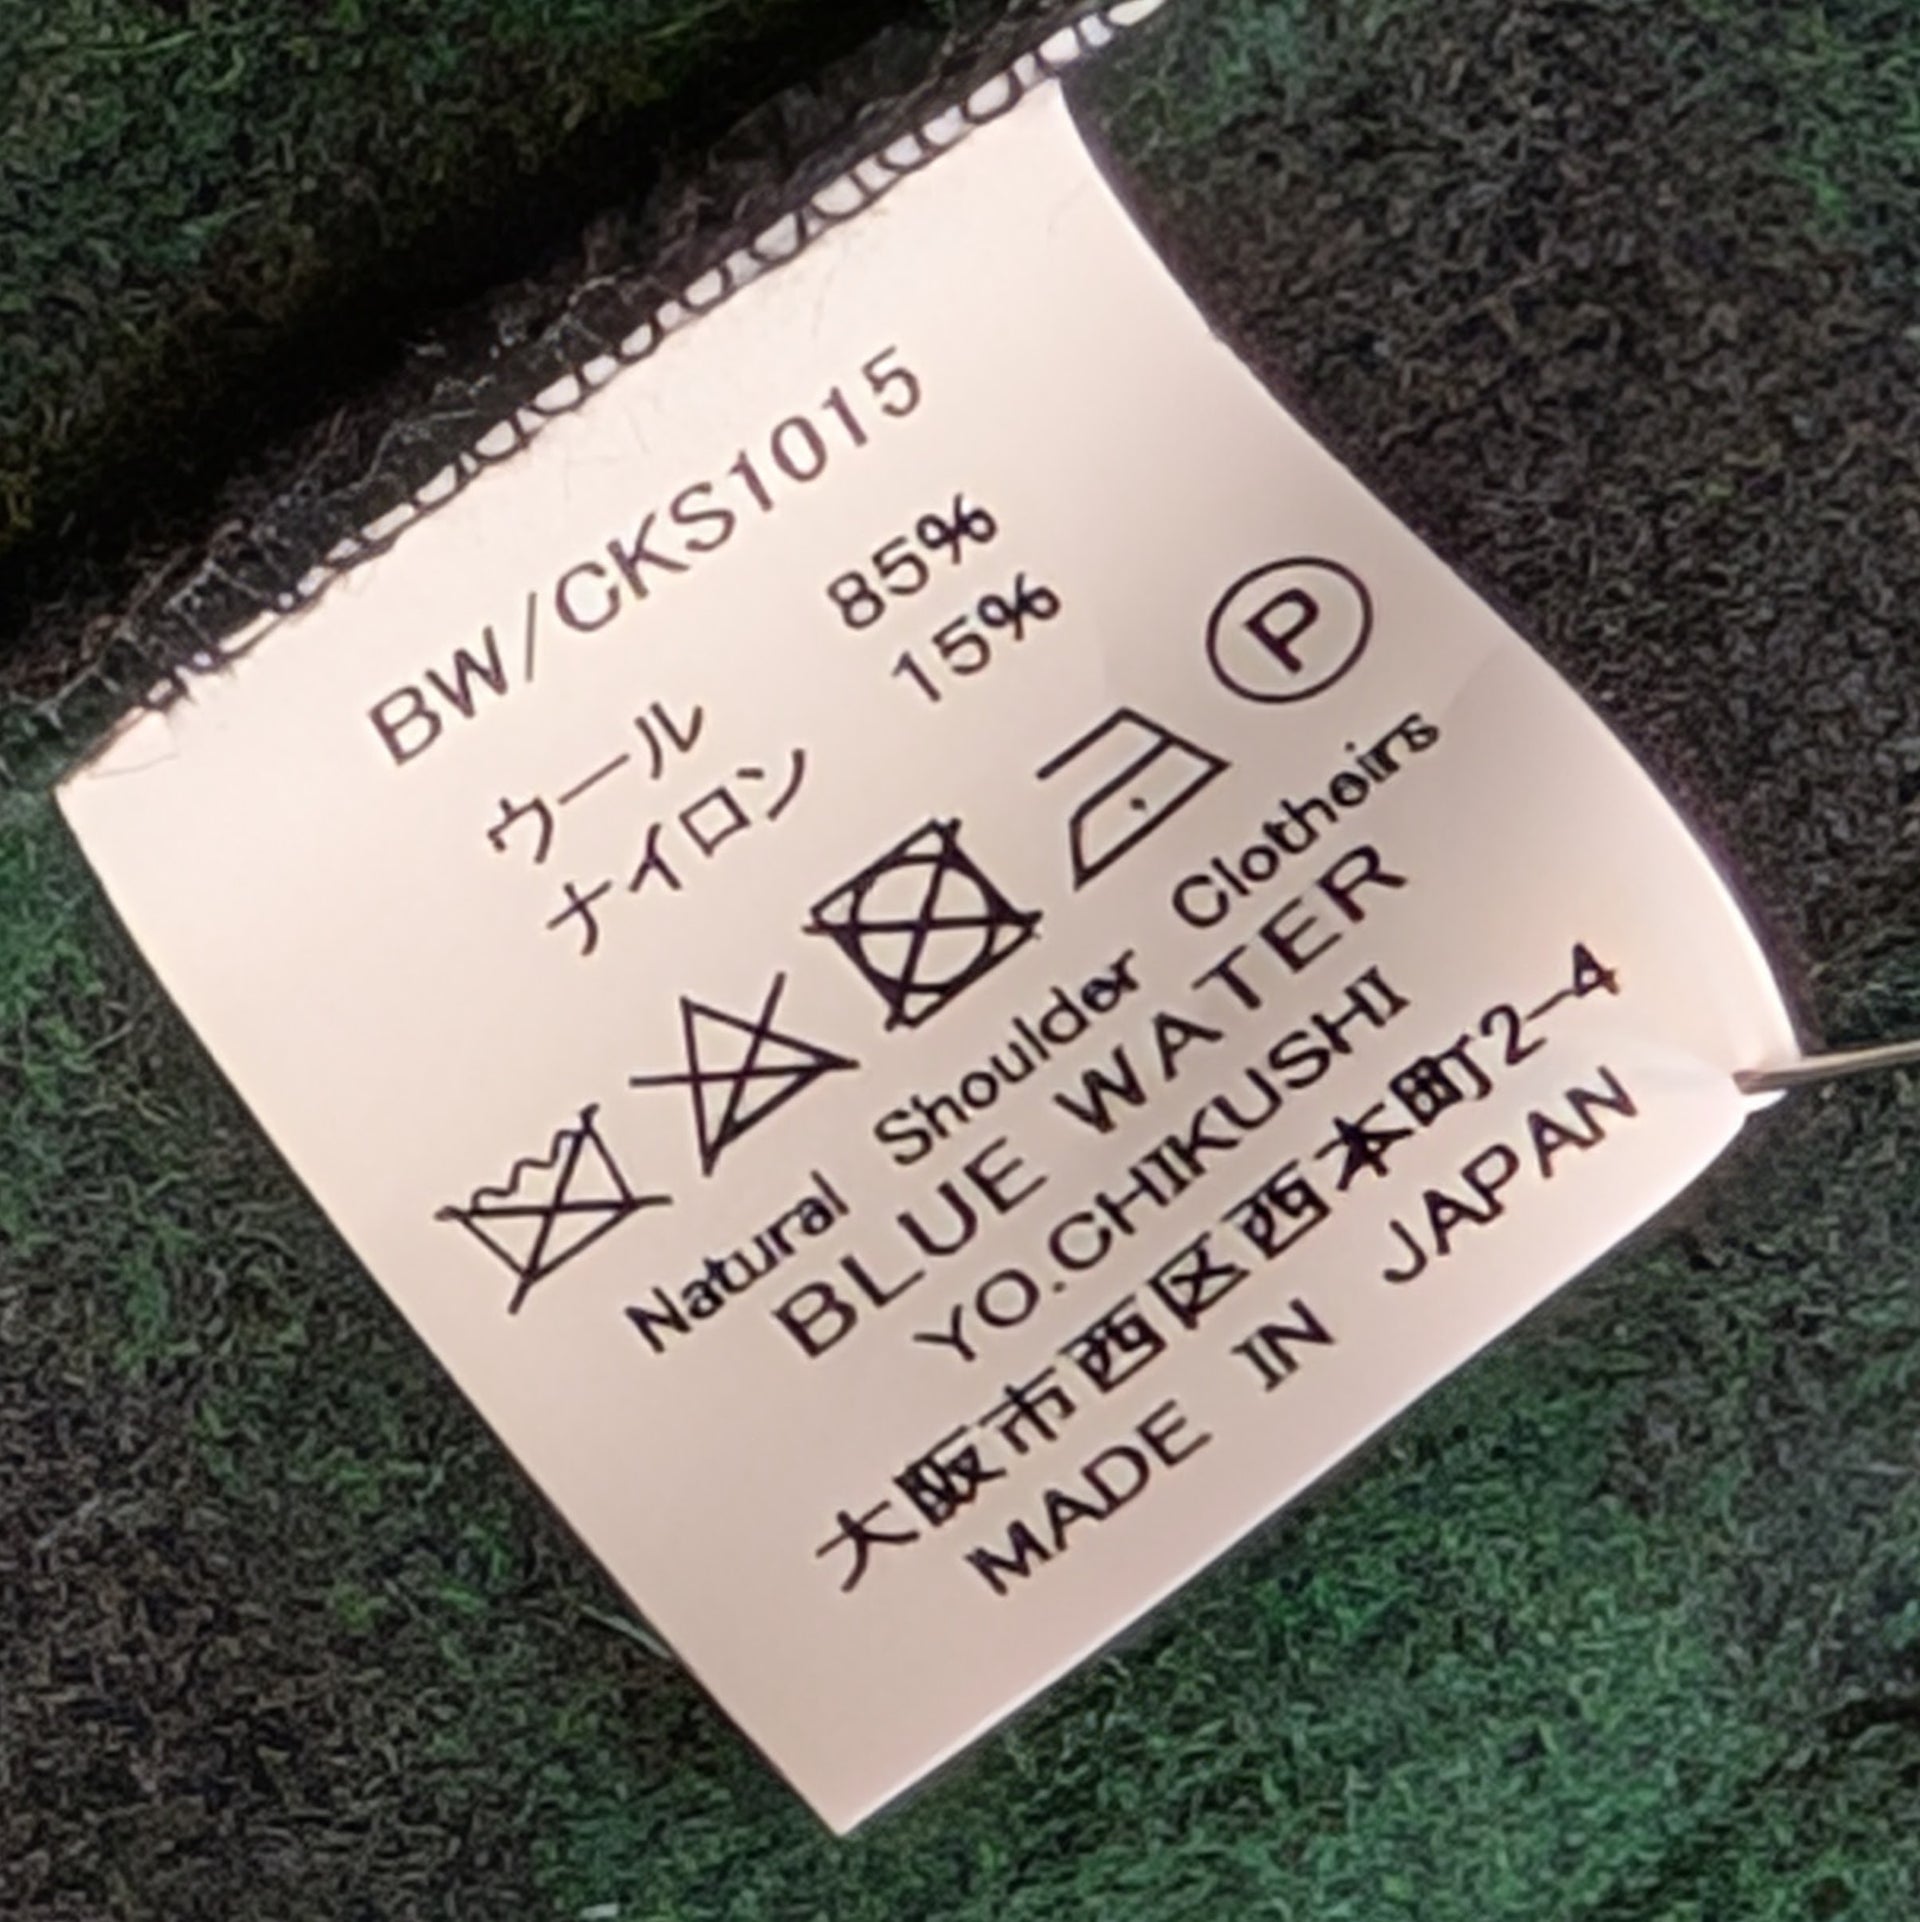 BW/CKS1015
ウール 85%
ナイロン 15%
P
Natural Shoulder Clotheirs
BLUE WATER
YO.CHIKUSHI
大阪市西区西本町2-4
MADE IN JAPAN